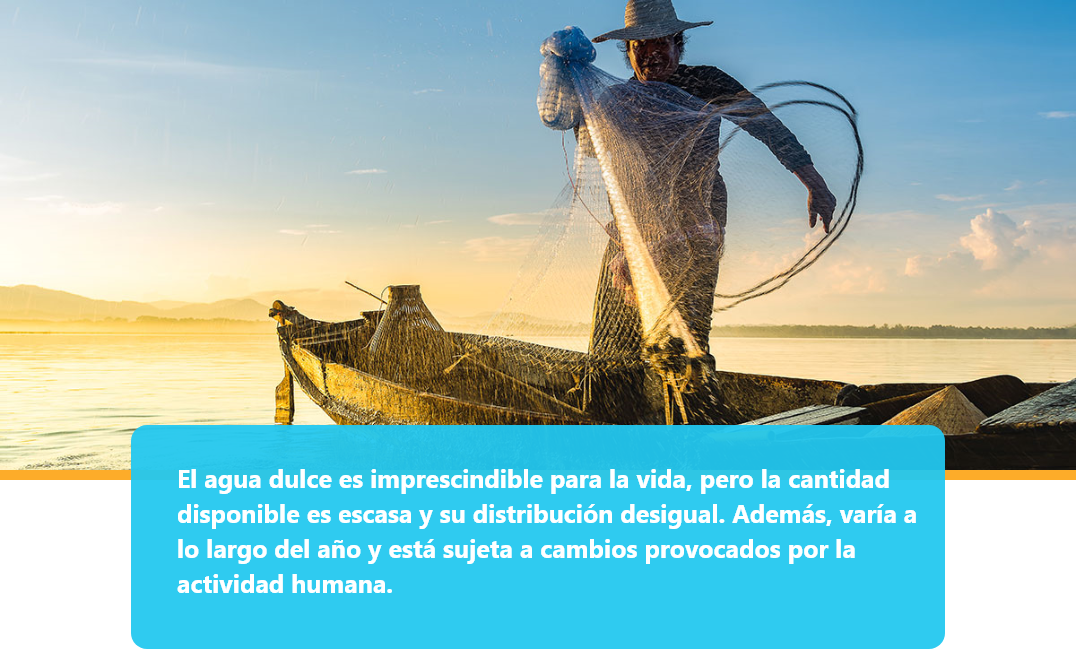 El agua dulce es imprescindible para la vida, pero la cantidad
disponible es escasa y su distribución desigual. Además, varía a
lo largo del año y está sujeta a cambios provocados por la
actividad humana.